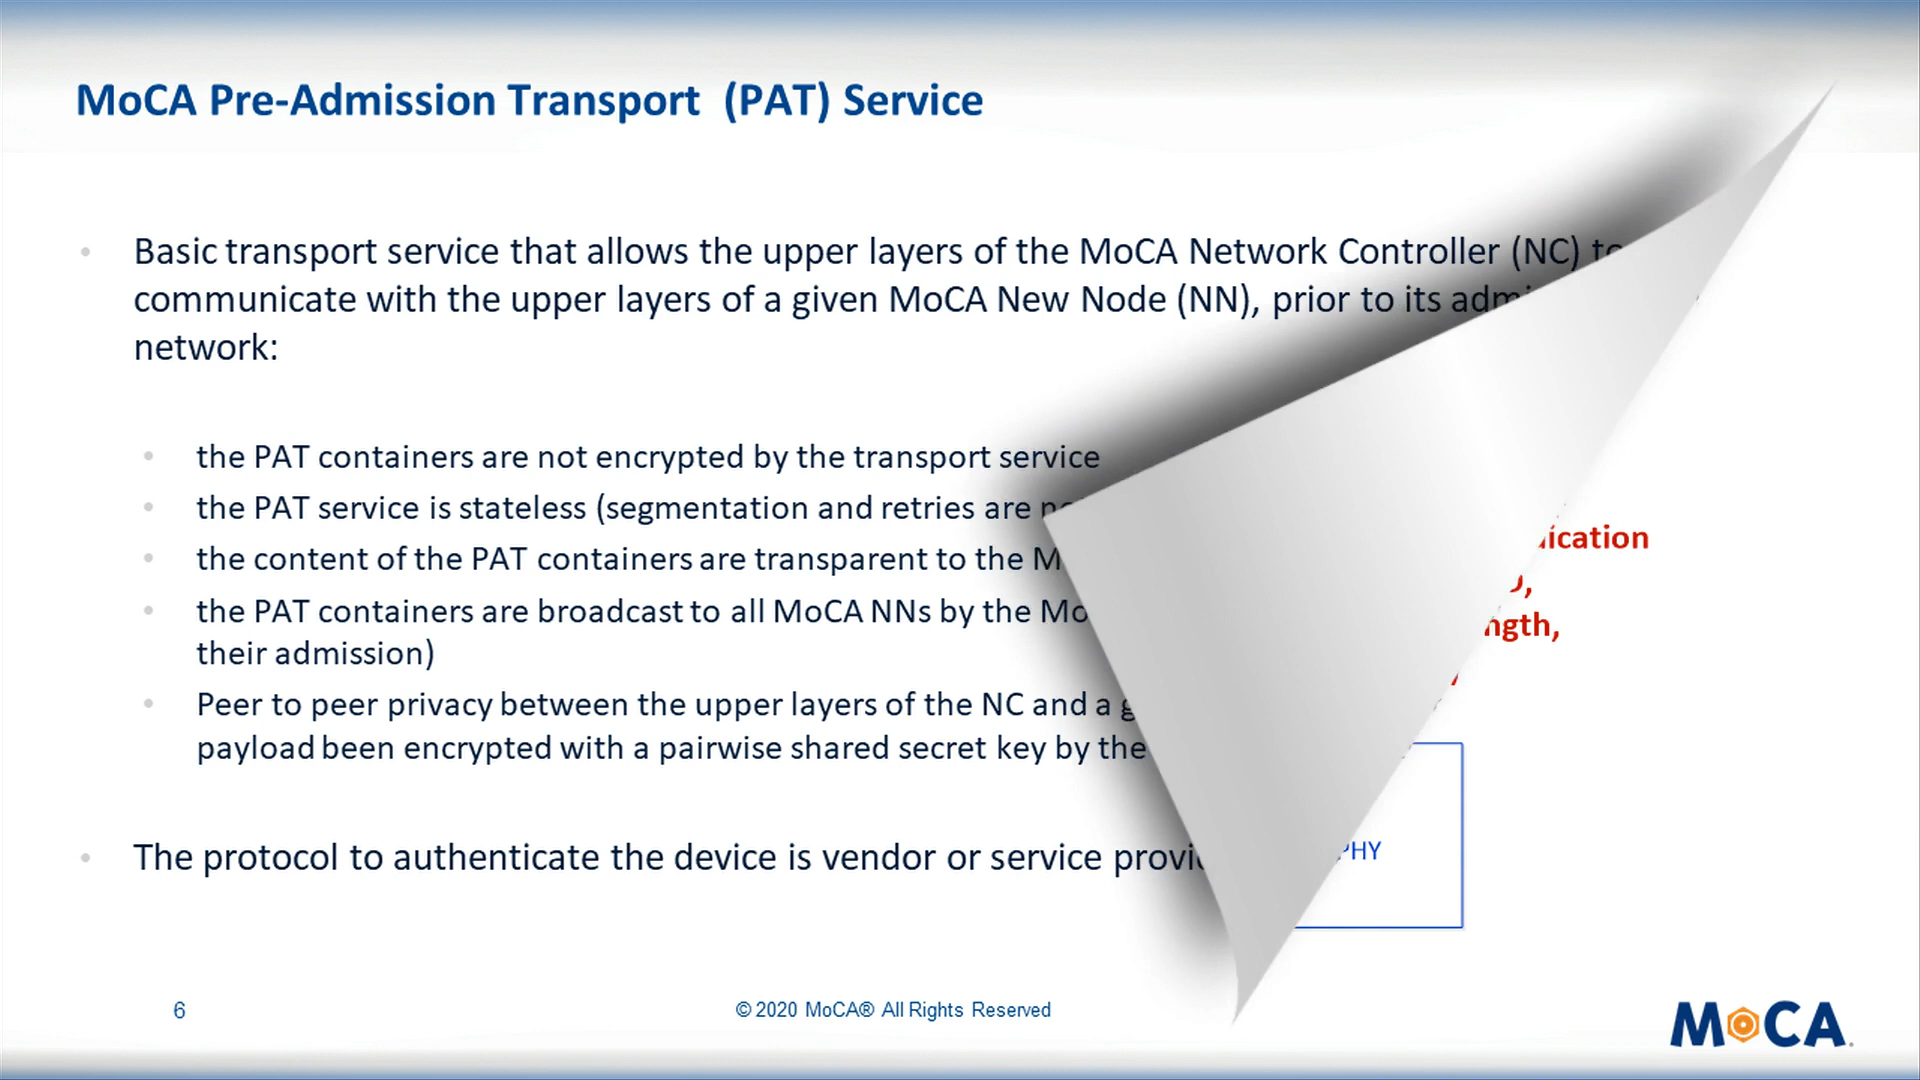 MoCA Pre-Admission Transport (PAT) Service
• Basic transport service that allows the upper layers of the MoCA Network Controller (NC) to
communicate with the upper layers of a given MoCA New Node (NN), prior to its
network:
• the PAT containers are not encrypted by the transport service
• the PAT service is stateless (segmentation and retries are
• the content of the PAT containers are transparent to the
• the PAT containers are broadcast to all MoCA NNs by the
their admission)
• Peer to peer privacy between the upper layers of the NC and a
payload been encrypted with a pairwise shared secret key by the
• The protocol to authenticate the device is vendor or service
PHY
6
© 2020 MoCA® All Rights Reserved
MoCA